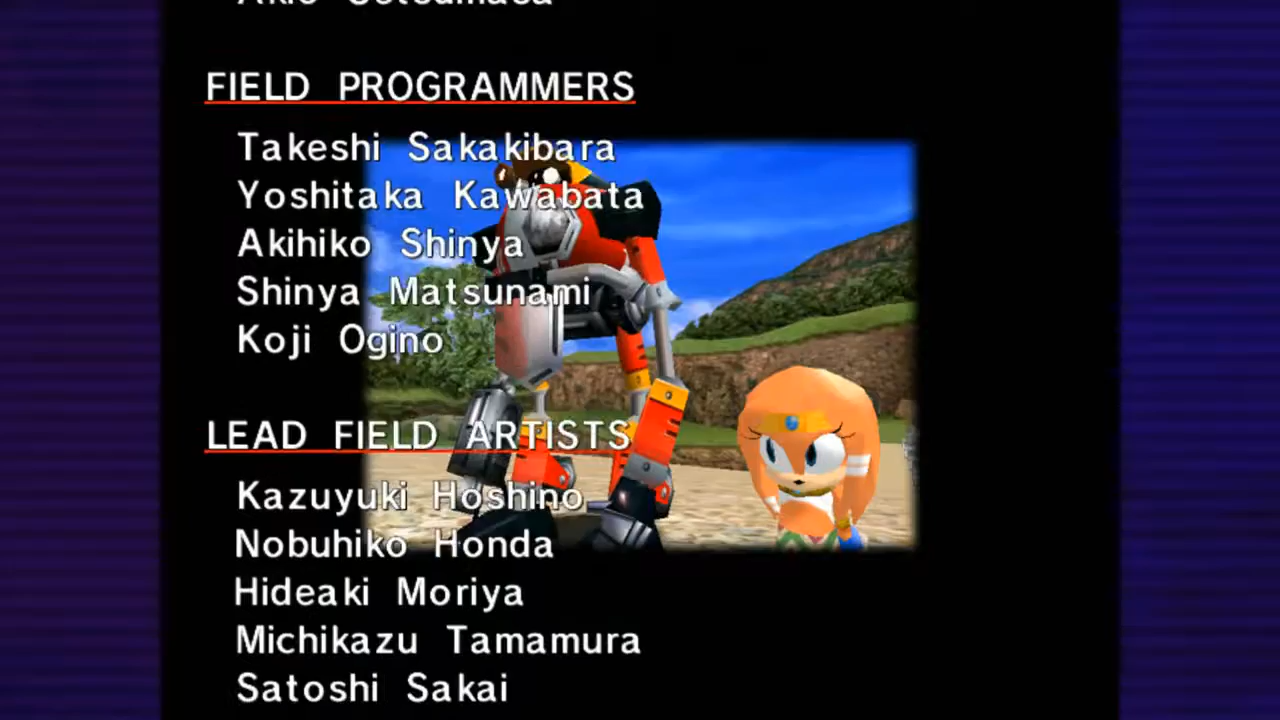 FIELD PROGRAMMERS
Takeshi Sakakibara
Yoshitaka Kawabata
Akihiko Shinya
Shinya Matsunami
Koji Ogino
LEAD FIELD ARTISTS
Kazuyuki Hoshino
Nobuhiko Honda
Hideaki Moriya
Michikazu Tamamura
Satoshi Sakai